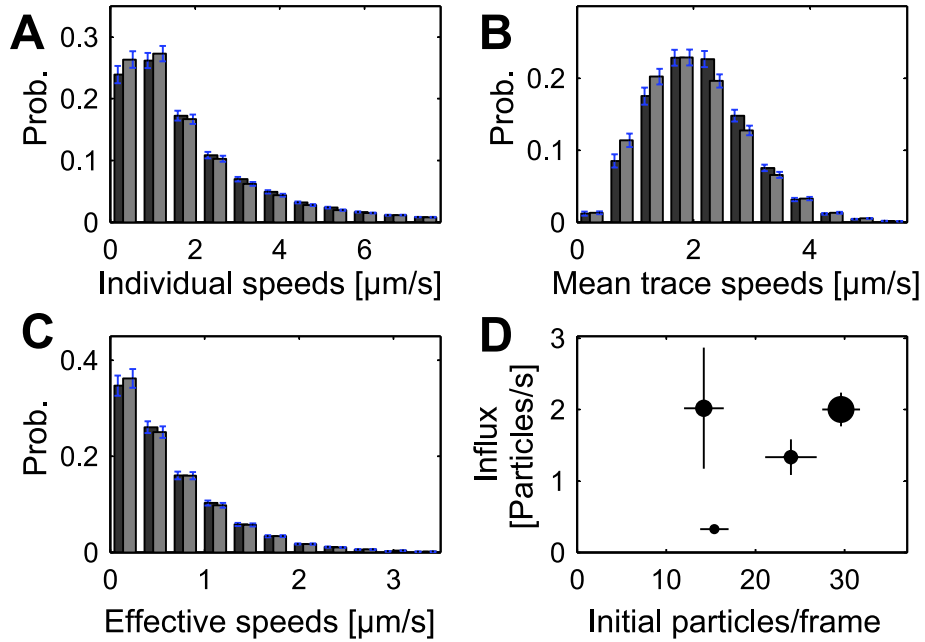 A
0.3
0.2
0.1
0
Prob.
0 2 4 6
Individual speeds [µm/s]
B
0.2
0.1
0
Prob.
0 2 4
Mean trace speeds [µm/s]
C
0.4
0.2
0
Prob.
0 1 2 3
Effective speeds [µm/s]
D
3
2
1
0
Influx
[Particles/s]
0 10 20 30
Initial particles/frame